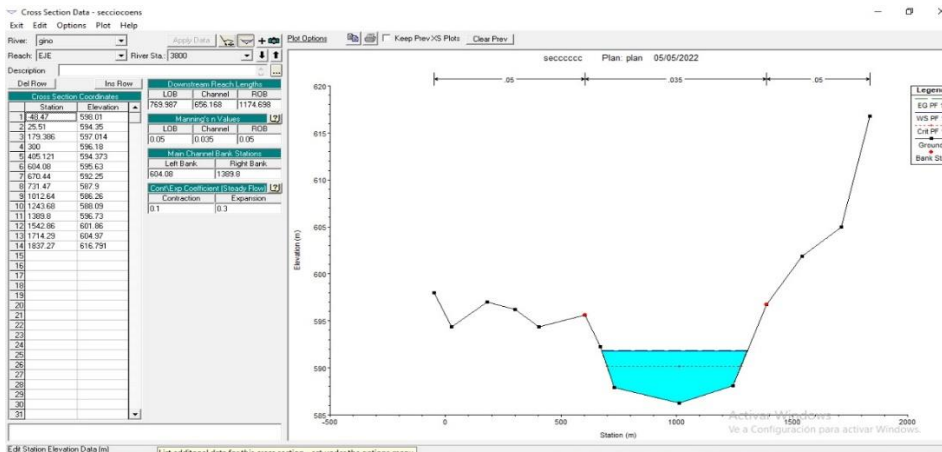 Cross Section Data - secciocoens
Exit Edit Options Plot Help
River: gino Apply Data Plot Options Keep Prev XS Plots Clear Prev
Reach: EJE River Sta.: 3800
Description
Del Row Ins Row
Cross Section Coordinates
Station Elevation
1 -48.47 598.01
2 25.51 594.35
3 179.386 597.014
4 300 596.18
5 405.121 594.373
6 604.08 595.63
7 670.44 592.25
8 731.47 587.9
9 1012.64 586.26
10 1243.68 588.09
11 1389.8 596.73
12 1542.86 601.86
13 1714.29 604.97
14 1837.27 616.791
15
16
17
18
19
20
21
22
23
24
25
26
27
28
29
30
31
Downstream Reach Lengths
LOB Channel ROB
769.987 656.168 1174.698
Manning's n Values
LOB Channel ROB
0.05 0.035 0.05
Main Channel Bank Stations
Left Bank Right Bank
604.08 1389.8
Cont\Exp Coefficient (Steady Flow)
Contraction Expansion
0.1 0.3
secccccc Plan: plan 05/05/2022
.05 .035 .05
620
615
610
605
600
595
590
585
Elevation (m)
-500 0 500 1000 1500 2000
Station (m)
Legend
EG PF
WS PF
Crit PF
Ground
Bank St
Activar Windows
Ve a Configuración para activar Windows.
Edit Station Elevation Data (m)